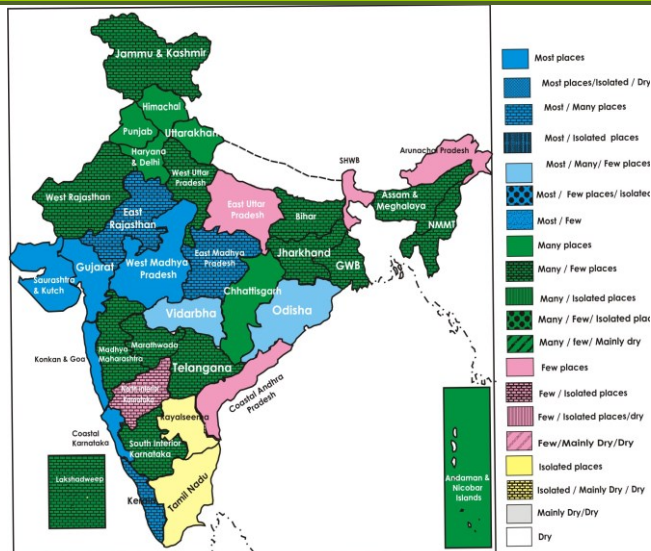 Jammu & Kashmir
Himachal
Punjab
Uttarakhand
Haryana
& Delhi
West Uttar
Pradesh
West Rajasthan
East
Rajasthan
East Uttar
Pradesh
SHWB
Arunachal Pradesh
Assam &
Meghalaya
NMMT
Bihar
Jharkhand
GWB
Gujarat
Saurashtra
& Kutch
West Madhya
Pradesh
East Madhya
Pradesh
Chhattisgarh
Vidarbha
Odisha
Konkan & Goa
Madhya
Maharashtra
Marathwada
Telangana
North Interior
Karnataka
Coastal Andhra
Pradesh
Rayalseema
Coastal
Karnataka
South Interior
Karnataka
Lakshadweep
Kerala
Tamil Nadu
Andaman &
Nicobar
Islands
Most places
Most places/Isolated / Dry
Most / Many places
Most / Isolated places
Most / Many/ Few places
Most / Few places/ Isolated
Most / Few
Many places
Many / Few places
Many / Isolated places
Many / Few/ Isolated places
Many / few/ Mainly dry
Few places
Few / Isolated places
Few / Isolated places/dry
Few/Mainly Dry/Dry
Isolated places
Isolated / Mainly Dry / Dry
Mainly Dry/Dry
Dry